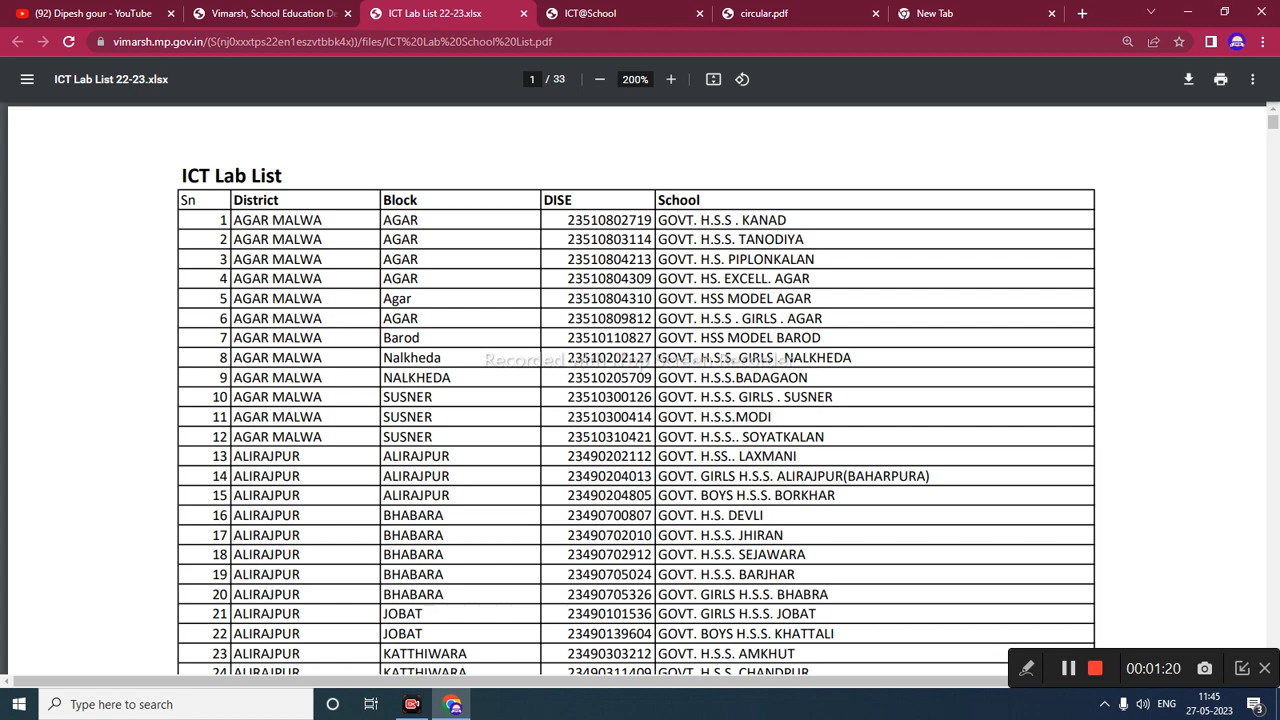 (92) Dipesh gour - YouTube
Vimarsh, School Education De
ICT Lab List 22-23.xlsx
ICT@School
circular.pdf
New Tab
vimarsh.mp.gov.in/(S(nj0xxxtps22en1eszvtbbk4x))/files/ICT%20Lab%20School%20List.pdf
ICT Lab List 22-23.xlsx
1 / 33
200%
ICT Lab List
Sn District Block DISE School
1 AGAR MALWA AGAR 23510802719 GOVT. H.S.S . KANAD
2 AGAR MALWA AGAR 23510803114 GOVT. H.S.S. TANODIYA
3 AGAR MALWA AGAR 23510804213 GOVT. H.S. PIPLONKALAN
4 AGAR MALWA AGAR 23510804309 GOVT. HS. EXCELL. AGAR
5 AGAR MALWA Agar 23510804310 GOVT. HSS MODEL AGAR
6 AGAR MALWA AGAR 23510809812 GOVT. H.S.S . GIRLS . AGAR
7 AGAR MALWA Barod 23510110827 GOVT. HSS MODEL BAROD
8 AGAR MALWA Nalkheda 23510202127 GOVT. H.S.S. GIRLS . NALKHEDA
9 AGAR MALWA NALKHEDA 23510205709 GOVT. H.S.S.BADAGAON
10 AGAR MALWA SUSNER 23510300126 GOVT. H.S.S. GIRLS . SUSNER
11 AGAR MALWA SUSNER 23510300414 GOVT. H.S.S.MODI
12 AGAR MALWA SUSNER 23510310421 GOVT. H.S.S.. SOYATKALAN
13 ALIRAJPUR ALIRAJPUR 23490202112 GOVT. H.SS.. LAXMANI
14 ALIRAJPUR ALIRAJPUR 23490204013 GOVT. GIRLS H.S.S. ALIRAJPUR(BAHARPURA)
15 ALIRAJPUR ALIRAJPUR 23490204805 GOVT. BOYS H.S.S. BORKHAR
16 ALIRAJPUR BHABARA 23490700807 GOVT. H.S. DEVLI
17 ALIRAJPUR BHABARA 23490702010 GOVT. H.S.S. JHIRAN
18 ALIRAJPUR BHABARA 23490702912 GOVT. H.S.S. SEJAWARA
19 ALIRAJPUR BHABARA 23490705024 GOVT. H.S.S. BARJHAR
20 ALIRAJPUR BHABARA 23490705326 GOVT. GIRLS H.S.S. BHABRA
21 ALIRAJPUR JOBAT 23490101536 GOVT. GIRLS H.S.S. JOBAT
22 ALIRAJPUR JOBAT 23490139604 GOVT. BOYS H.S.S. KHATTALI
23 ALIRAJPUR KATTHIWARA 23490303212 GOVT. H.S.S. AMKHUT
24 ALIRAJPUR KATTHIWARA 23490311409 GOVT. H.S.S. CHANDPUR
00:01:20
Type here to search
ENG
11:45
27-05-2023
3